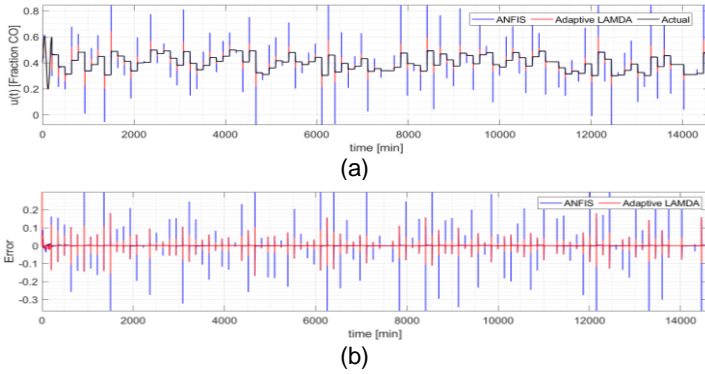 ANFIS Adaptive LAMDA Actual
0.8
0.6
0.4
0.2
0
u(t) [Fraction CO]
0 2000 4000 6000 8000 10000 12000 14000
time [min]
(a)
ANFIS Adaptive LAMDA
0.2
0.1
0
-0.1
-0.2
-0.3
Error
0 2000 4000 6000 8000 10000 12000 14000
time [min]
(b)